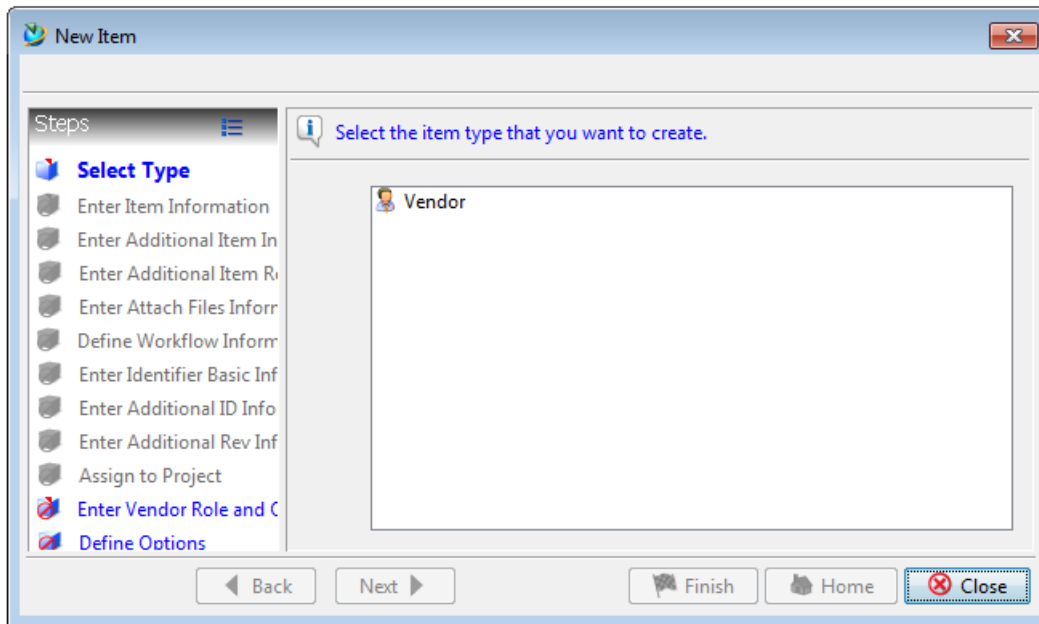 New Item
Steps
Select the item type that you want to create.
Select Type
Enter Item Information
Enter Additional Item In
Enter Additional Item R
Enter Attach Files Inforr
Define Workflow Inform
Enter Identifier Basic Inf
Enter Additional ID Info
Enter Additional Rev Inf
Assign to Project
Enter Vendor Role and C
Define Options
Vendor
Back
Next
Finish
Home
Close